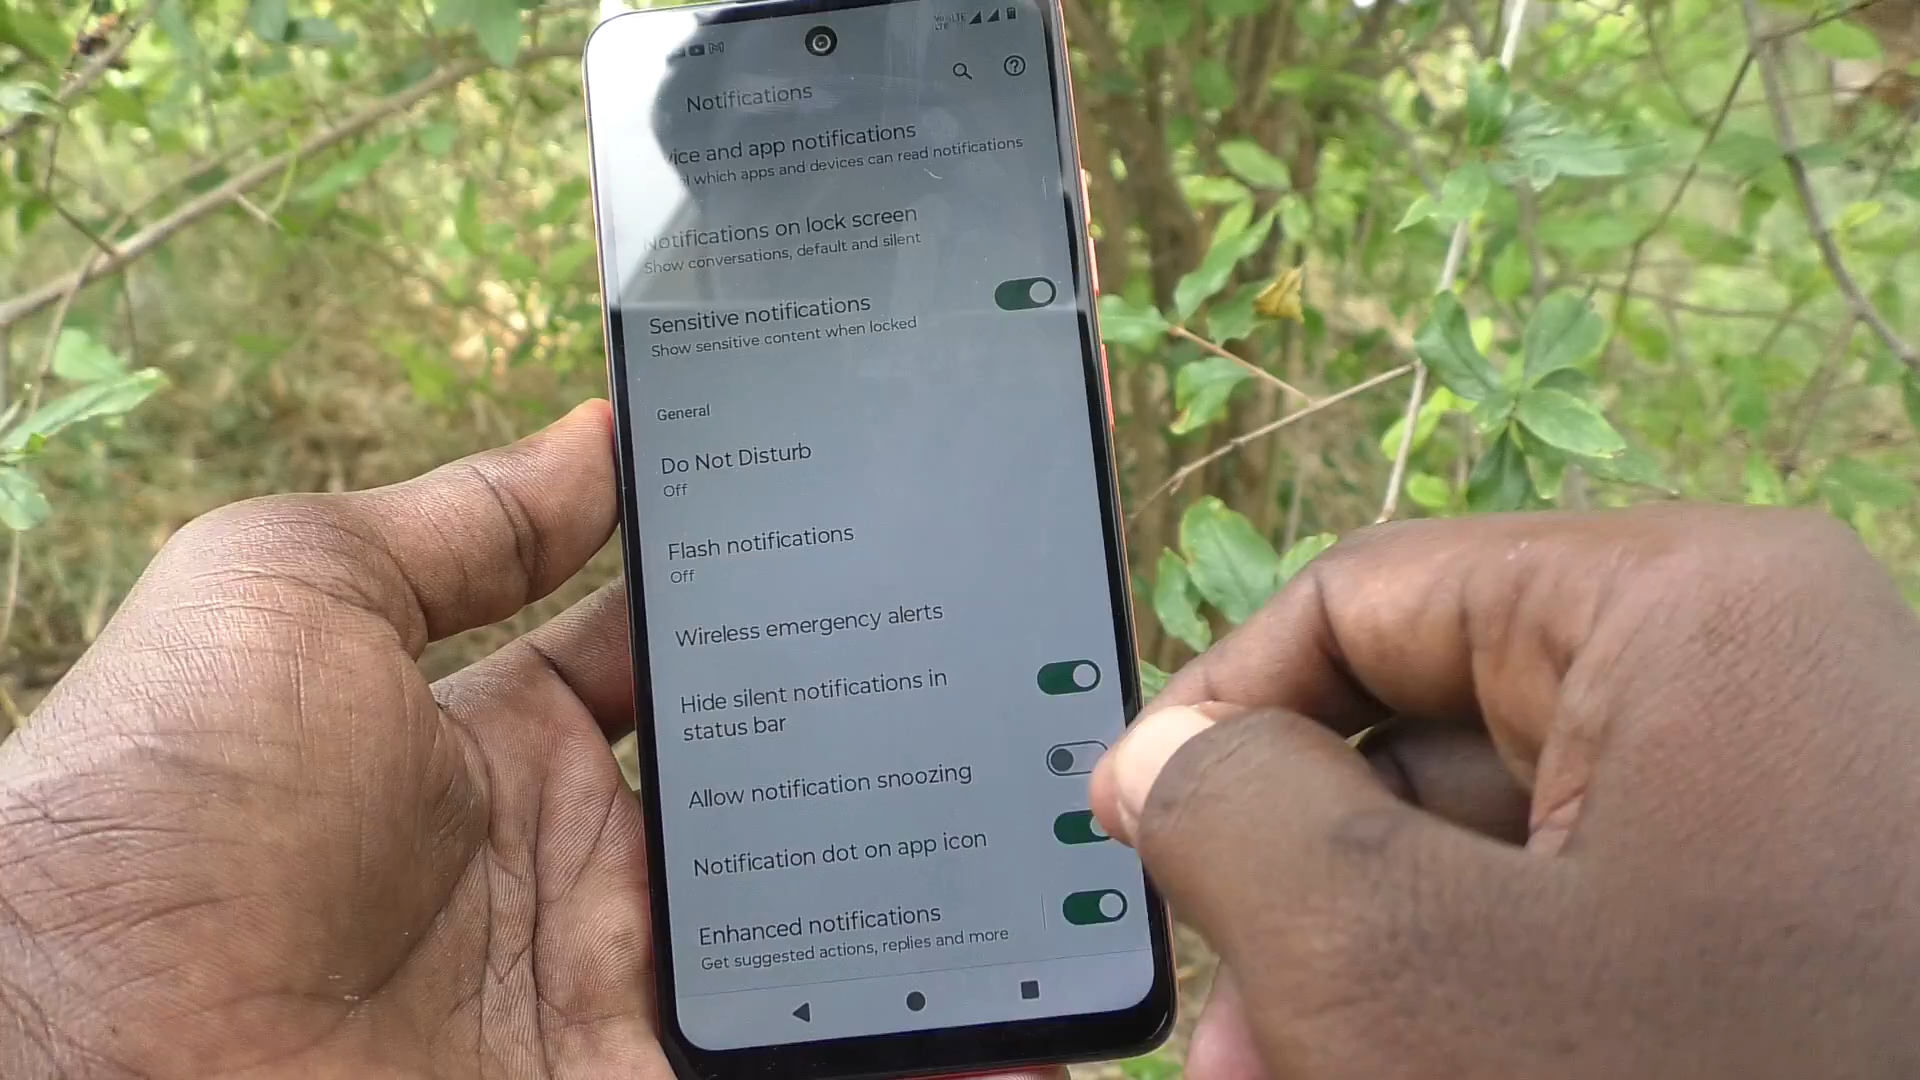 Notifications
and app notifications
which apps and devices can read notifications
Notifications on lock screen
Show conversations, default and silent
Sensitive notifications
Show sensitive content when locked
General
Do Not Disturb
Off
Flash notifications
Off
Wireless emergency alerts
Hide silent notifications in
status bar
Allow notification snoozing
Notification dot on app icon
Enhanced notifications
Get suggested actions, replies and more